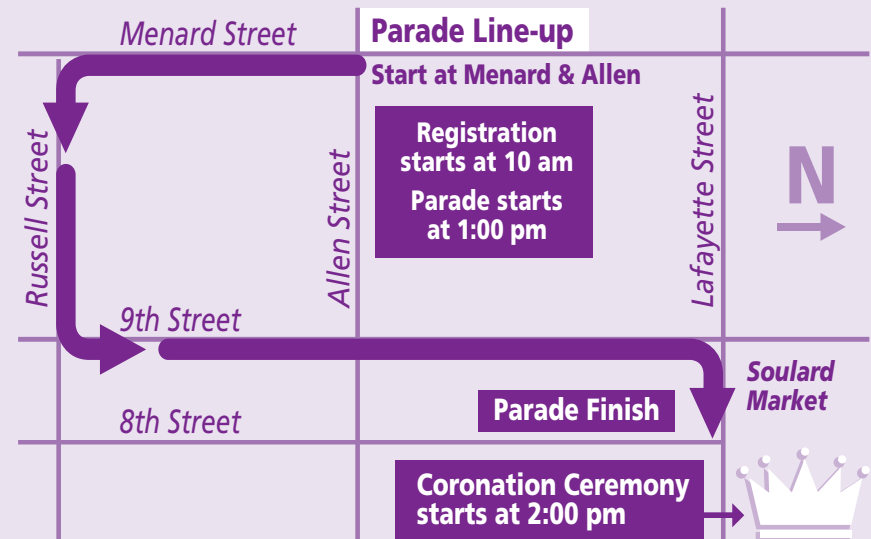 Menard Street
Parade Line-up
Start at Menard & Allen
Registration
starts at 10 am
Parade starts
at 1:00 pm
Russell Street
Allen Street
Lafayette Street
N
9th Street
Soulard
Market
Parade Finish
8th Street
Coronation Ceremony
starts at 2:00 pm